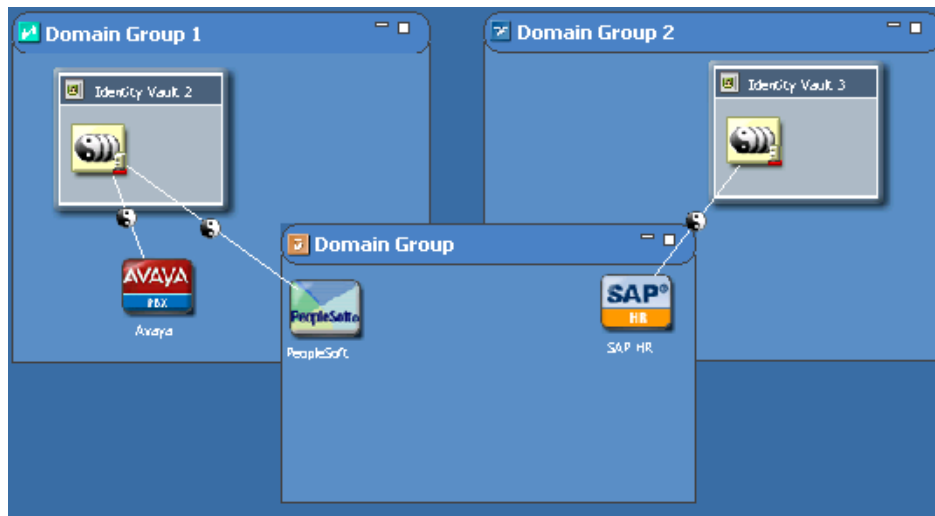 Domain Group 1
Domain Group 2
Identity Vault 2
Identity Vault 3
Domain Group
AVAYA
PBX
Avaya
PeopleSoft
PeopleSoft
SAP®
HR
SAP HR